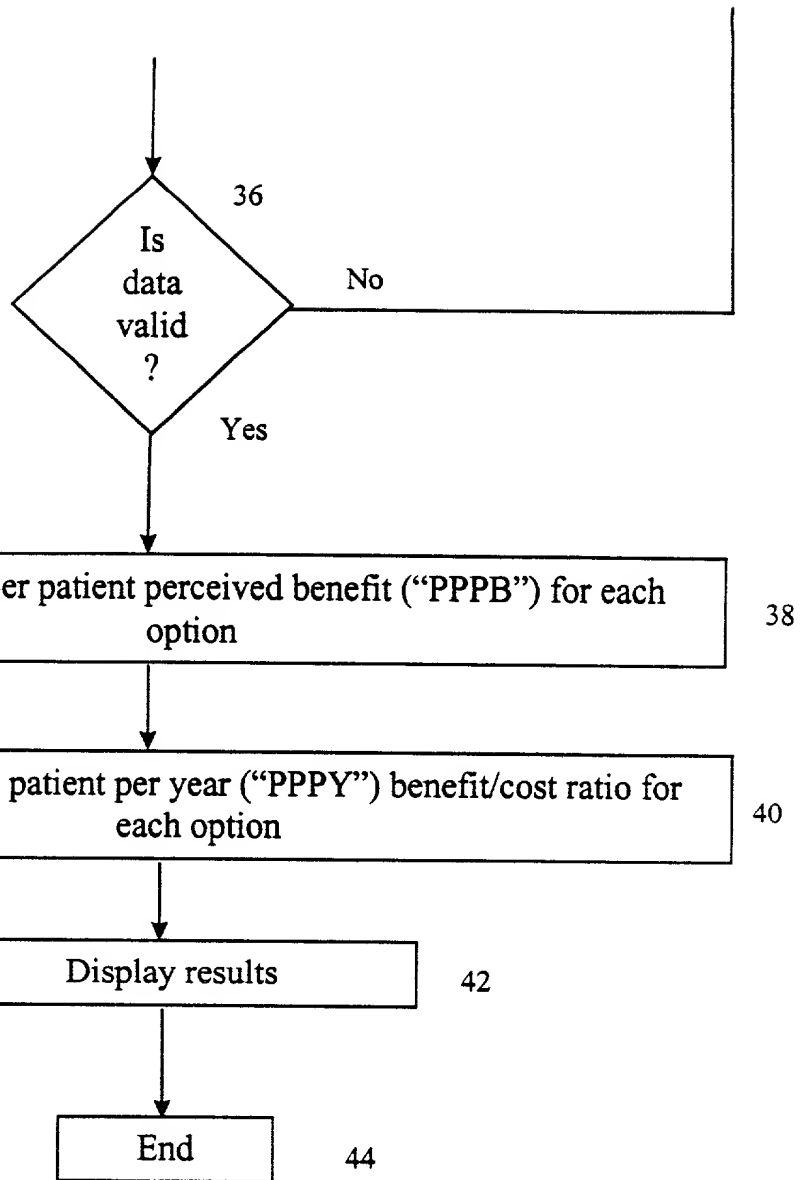 36
Is
data
valid
?
No
Yes
er patient perceived benefit (“PPPB”) for each
option
38
patient per year (“PPPY”) benefit/cost ratio for
each option
40
Display results
42
End
44